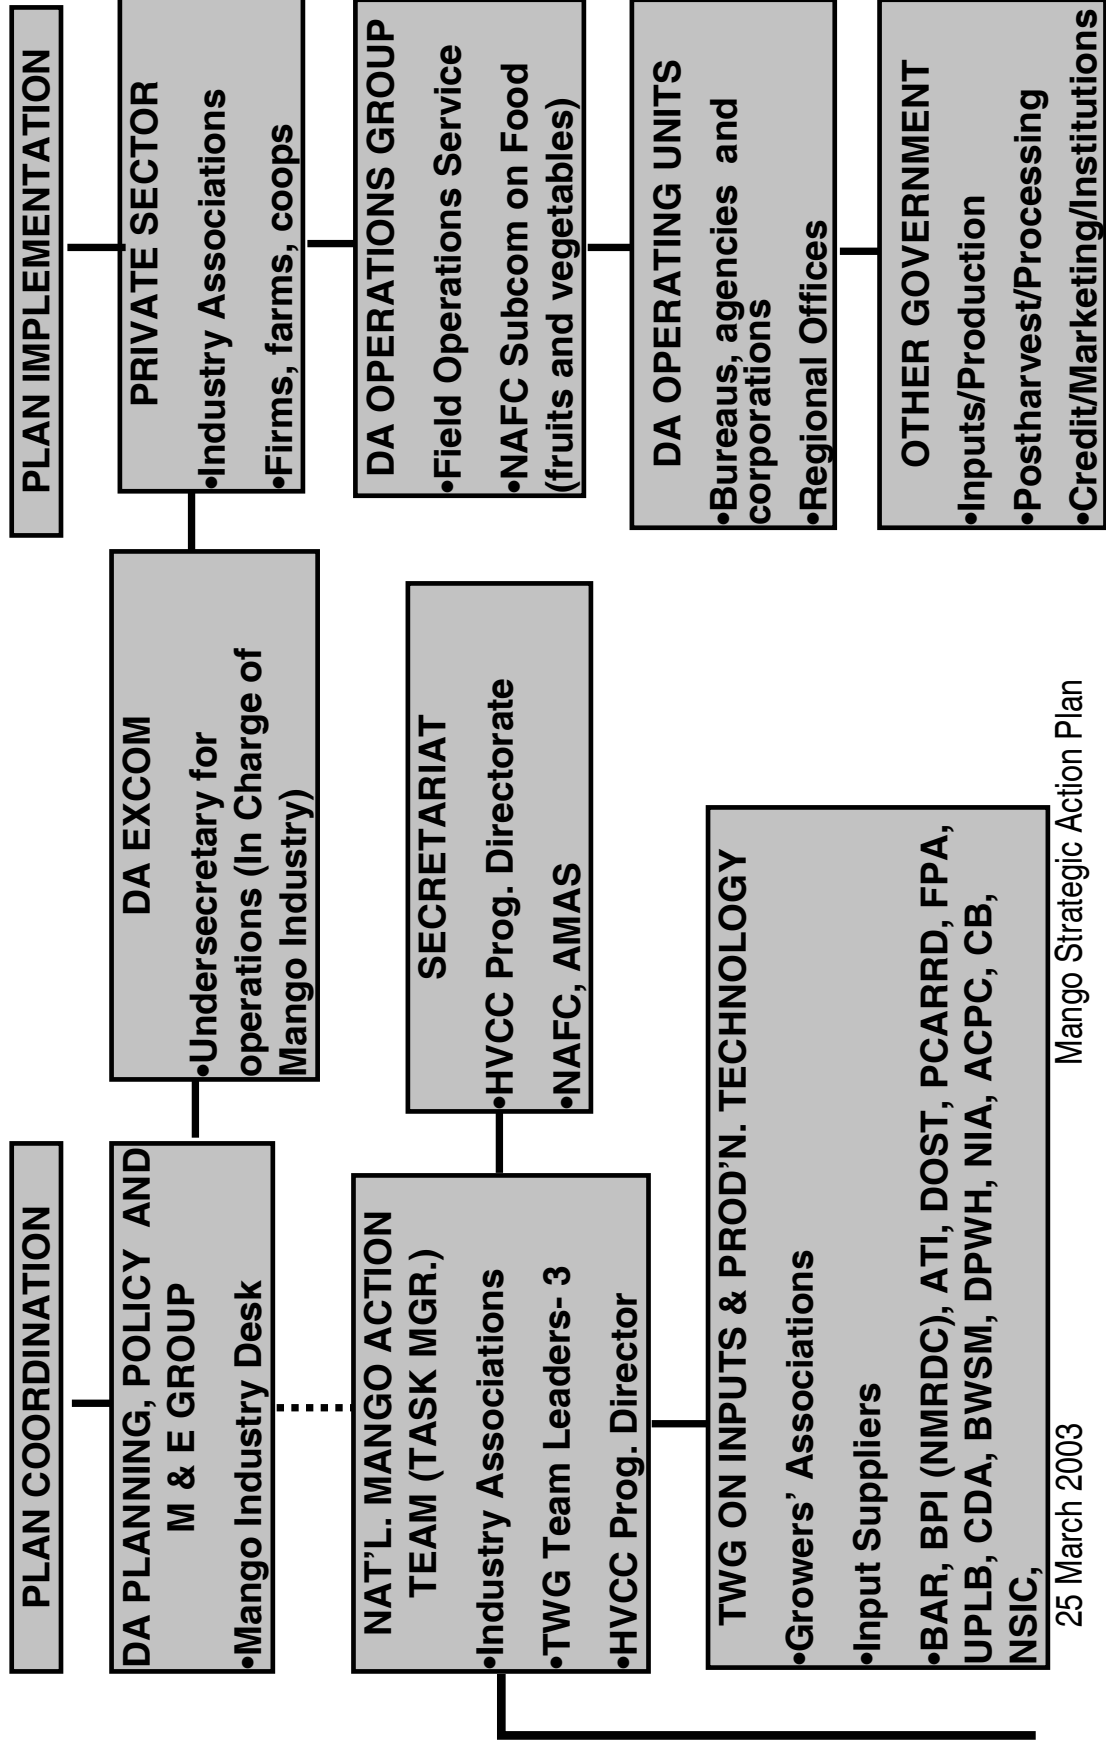 PLAN COORDINATION
DA PLANNING, POLICY AND
M & E GROUP
•Mango Industry Desk
NAT'L. MANGO ACTION
TEAM (TASK MGR.)
•Industry Associations
•TWG Team Leaders- 3
•HVCC Prog. Director
TWG ON INPUTS & PROD'N. TECHNOLOGY
•Growers' Associations
•Input Suppliers
•BAR, BPI (NMRDC), ATI, DOST, PCARRD, FPA,
UPLB, CDA, BWSM, DPWH, NIA, ACPC, CB,
NSIC,
DA EXCOM
•Undersecretary for
operations (In Charge of
Mango Industry)
SECRETARIAT
•HVCC Prog. Directorate
•NAFC, AMAS
PLAN IMPLEMENTATION
PRIVATE SECTOR
•Industry Associations
•Firms, farms, coops
DA OPERATIONS GROUP
•Field Operations Service
•NAFC Subcom on Food
(fruits and vegetables)
DA OPERATING UNITS
•Bureaus, agencies and
corporations
•Regional Offices
OTHER GOVERNMENT
•Inputs/Production
•Postharvest/Processing
•Credit/Marketing/Institutions
25 March 2003
Mango Strategic Action Plan